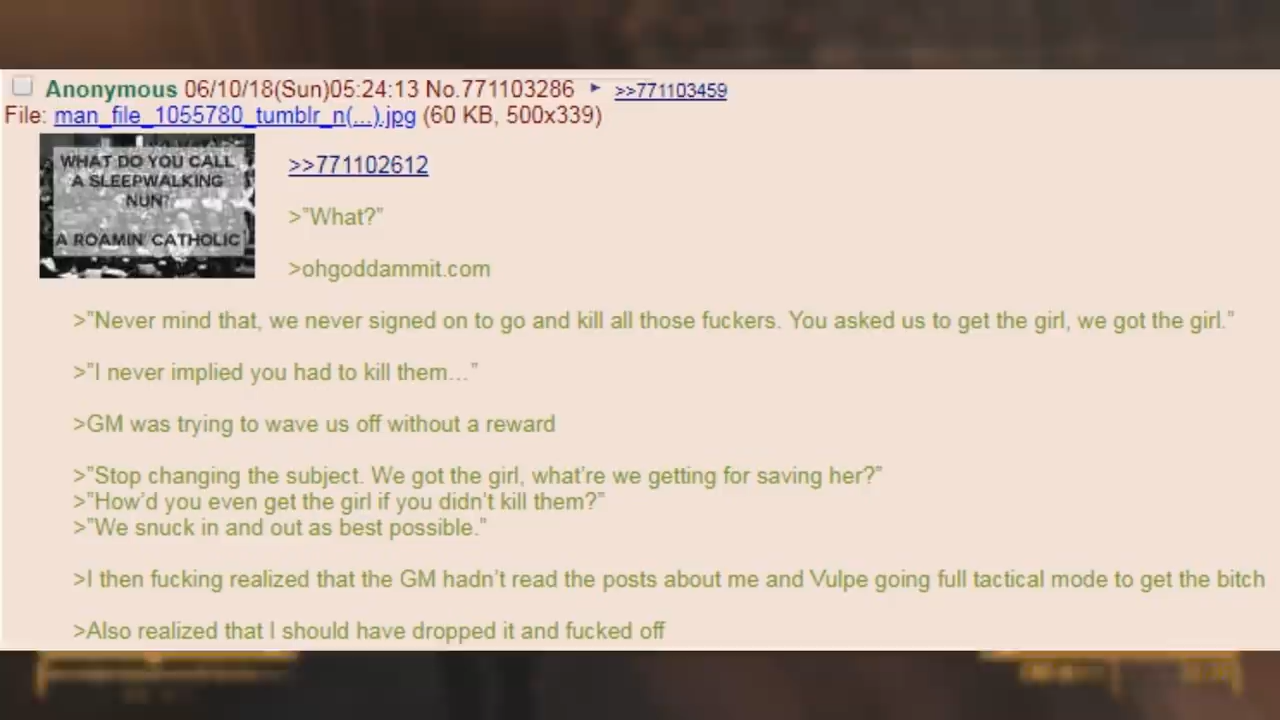 Anonymous 06/10/18(Sun)05:24:13 No.771103286 ▶ >>771103459
File: man_file_1055780_tumblr_n(...).jpg (60 KB, 500x339)
WHAT DO YOU CALL
A SLEEPWALKING
NUN?
A ROAMIN' CATHOLIC
>>771102612
>"What?"
>ohgoddammit.com
>"Never mind that, we never signed on to go and kill all those fuckers. You asked us to get the girl, we got the girl."
>"I never implied you had to kill them…"
>GM was trying to wave us off without a reward
>"Stop changing the subject. We got the girl, what're we getting for saving her?"
>"How'd you even get the girl if you didn't kill them?"
>"We snuck in and out as best possible."
>I then fucking realized that the GM hadn't read the posts about me and Vulpe going full tactical mode to get the bitch
>Also realized that I should have dropped it and fucked off